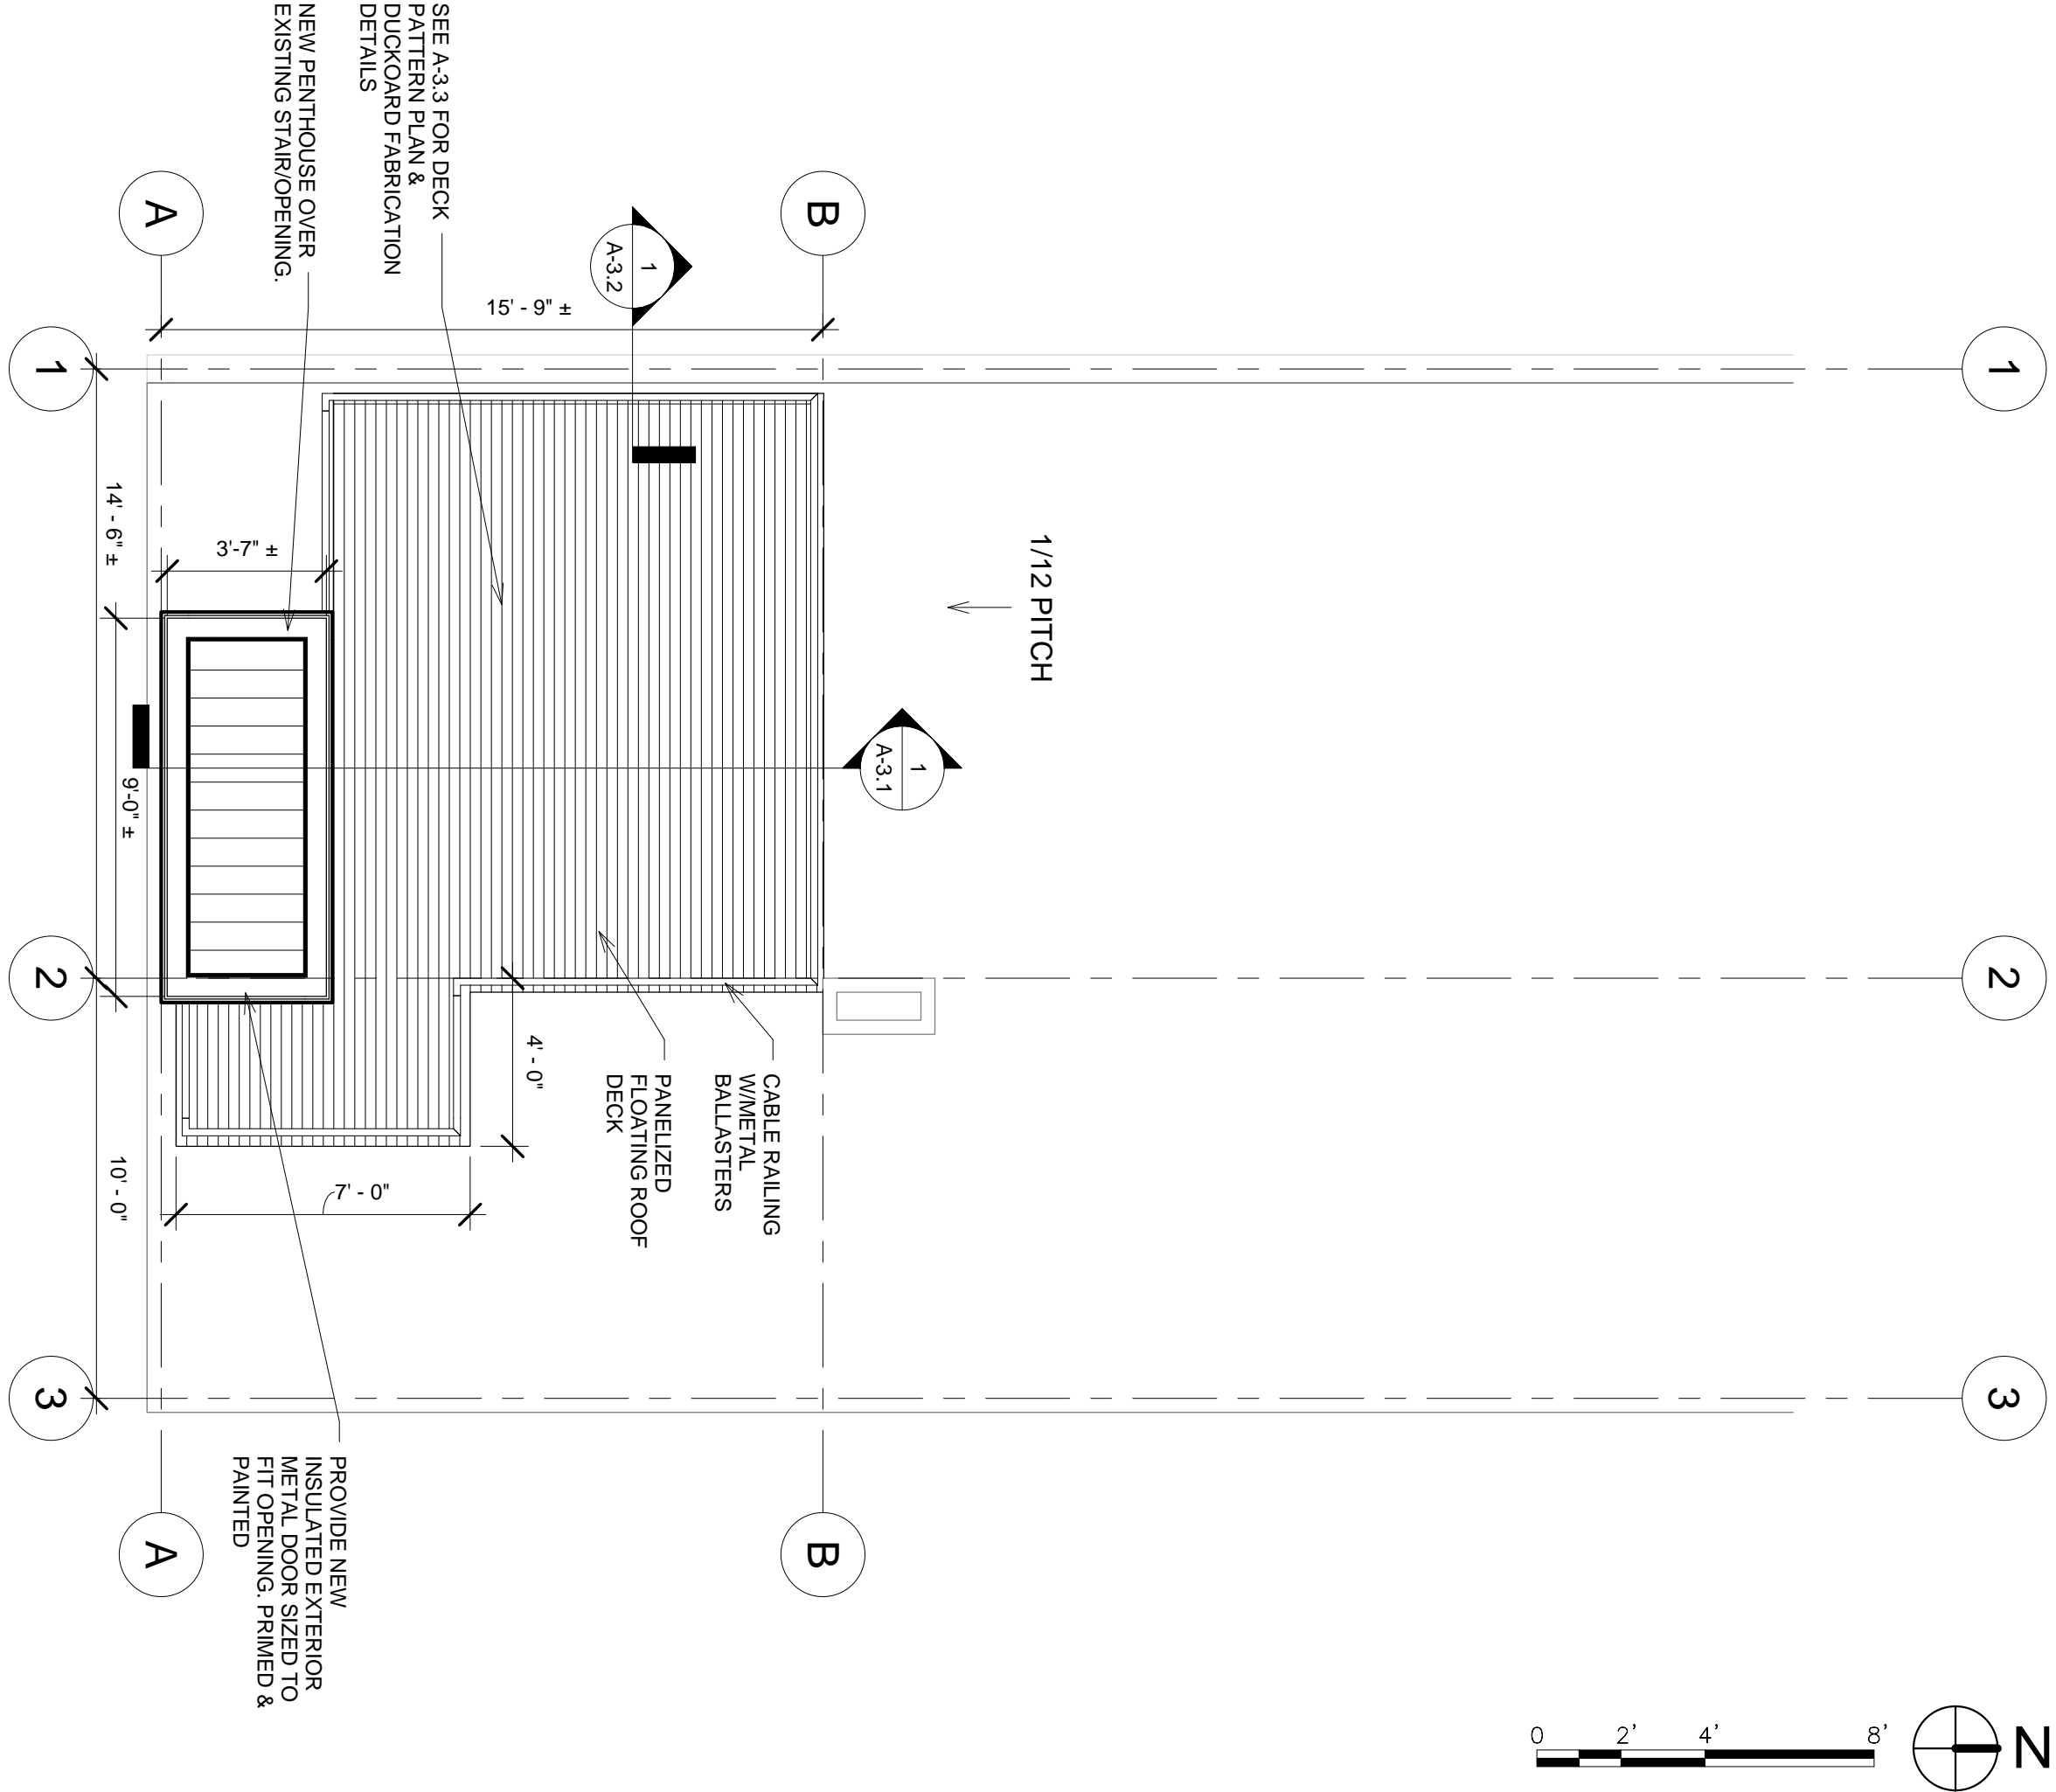 SEE A-3.3 FOR DECK
PATTERN PLAN &
DUCKOARD FABRICATION
DETAILS
NEW PENTHOUSE OVER
EXISTING STAIR/OPENING.
A
B
1
A-3.2
15' - 9" ±
1
1
14' - 6" ±
3'-7" ±
1/12 PITCH
1
A-3.1
9'-0" ±
2
2
4' - 0"
CABLE RAILING
W/METAL
BALLASTERS
PANELIZED
FLOATING ROOF
DECK
10' - 0"
7' - 0"
3
3
PROVIDE NEW
INSULATED EXTERIOR
METAL DOOR SIZED TO
FIT OPENING. PRIMED &
PAINTED
A
B
0 2' 4' 8'
N